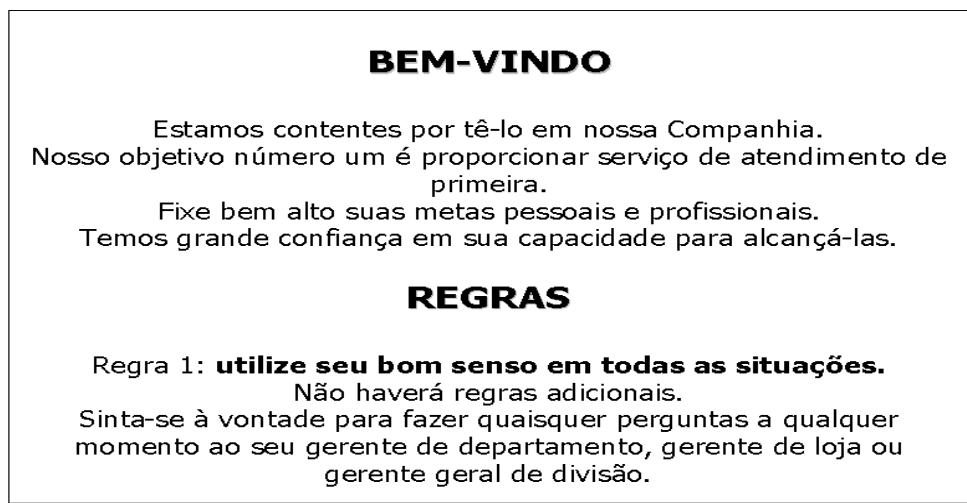 BEM-VINDO
Estamos contentes por tê-lo em nossa Companhia.
Nosso objetivo número um é proporcionar serviço de atendimento de
primeira.
Fixe bem alto suas metas pessoais e profissionais.
Temos grande confiança em sua capacidade para alcançá-las.
REGRAS
Regra 1: utilize seu bom senso em todas as situações.
Não haverá regras adicionais.
Sinta-se à vontade para fazer quaisquer perguntas a qualquer
momento ao seu gerente de departamento, gerente de loja ou
gerente geral de divisão.